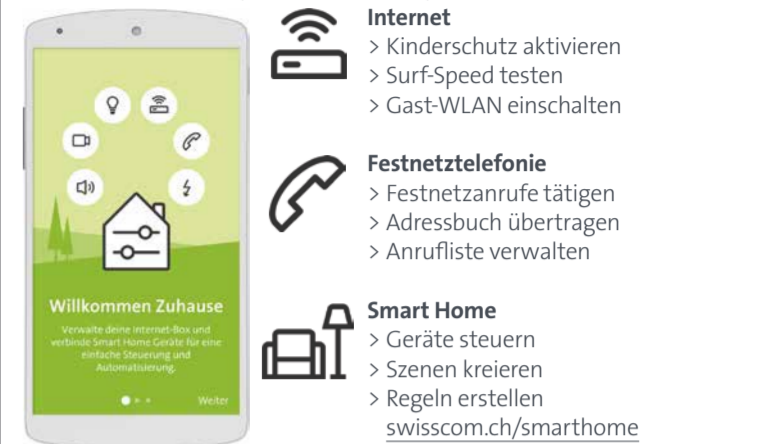 Willkommen Zuhause
Verwalte deine Internet-Box und
verbinde Smart Home Geräte für eine
einfache Steuerung und
Automatisierung.
Weiter
Internet
> Kinderschutz aktivieren
> Surf-Speed testen
> Gast-WLAN einschalten
Festnetztelefonie
> Festnetzanrufe tätigen
> Adressbuch übertragen
> Anrufliste verwalten
Smart Home
> Geräte steuern
> Szenen kreieren
> Regeln erstellen
swisscom.ch/smarthome